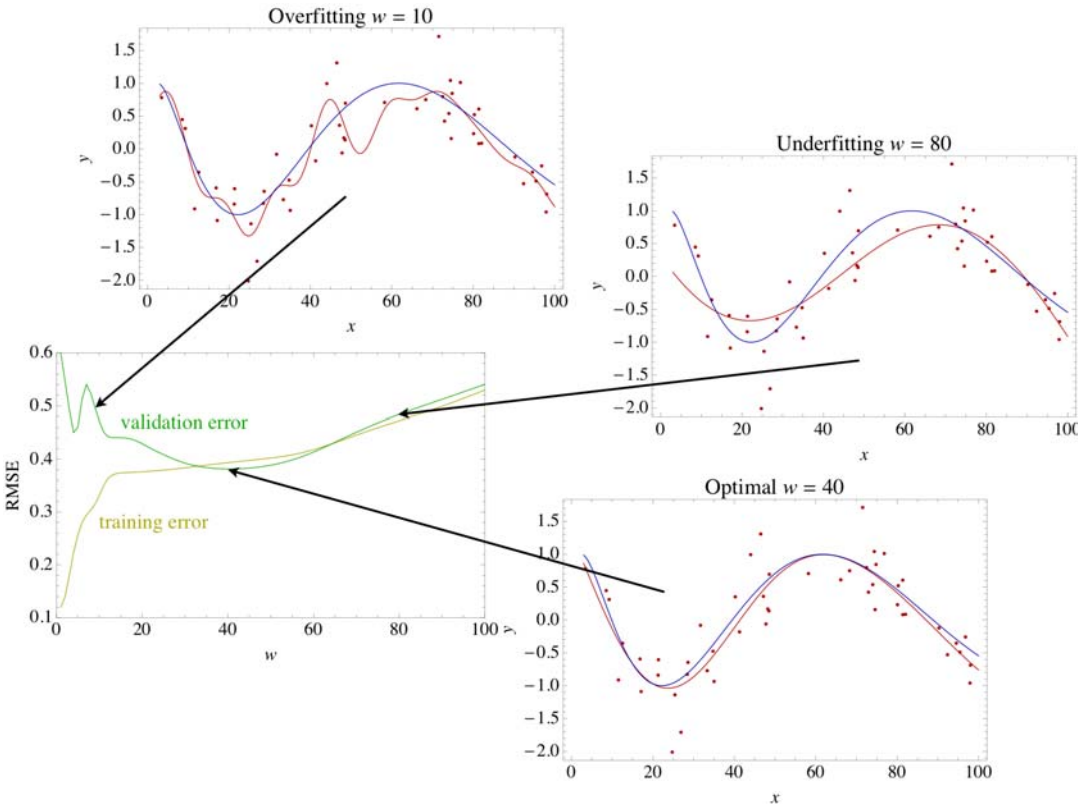 Overfitting w = 10
1.5
1.0
0.5
0.0
−0.5
−1.0
−1.5
−2.0
y
0 20 40 60 80 100
x
Underfitting w = 80
1.5
1.0
0.5
0.0
−0.5
−1.0
−1.5
−2.0
y
0 20 40 60 80 100
x
0.6
0.5
0.4
0.3
0.2
0.1
RMSE
validation error
training error
0 20 40 60 80 100
w
Optimal w = 40
1.5
1.0
0.5
0.0
−0.5
−1.0
−1.5
−2.0
y
0 20 40 60 80 100
x